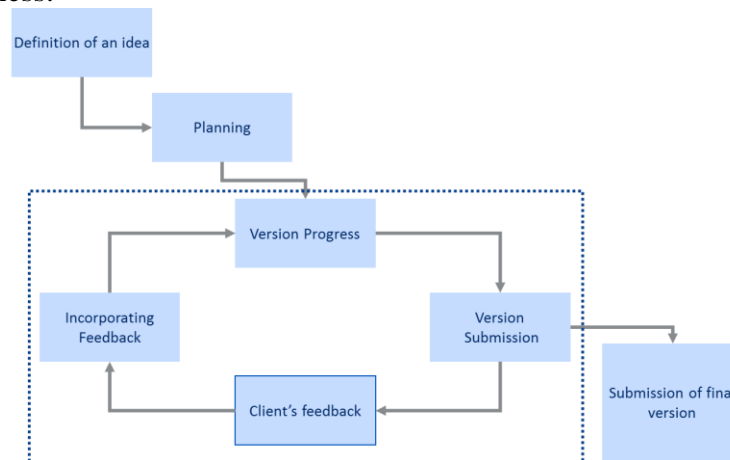 Definition of an idea
Planning
Version Progress
Incorporating
Feedback
Version
Submission
Client's feedback
Submission of fina
version